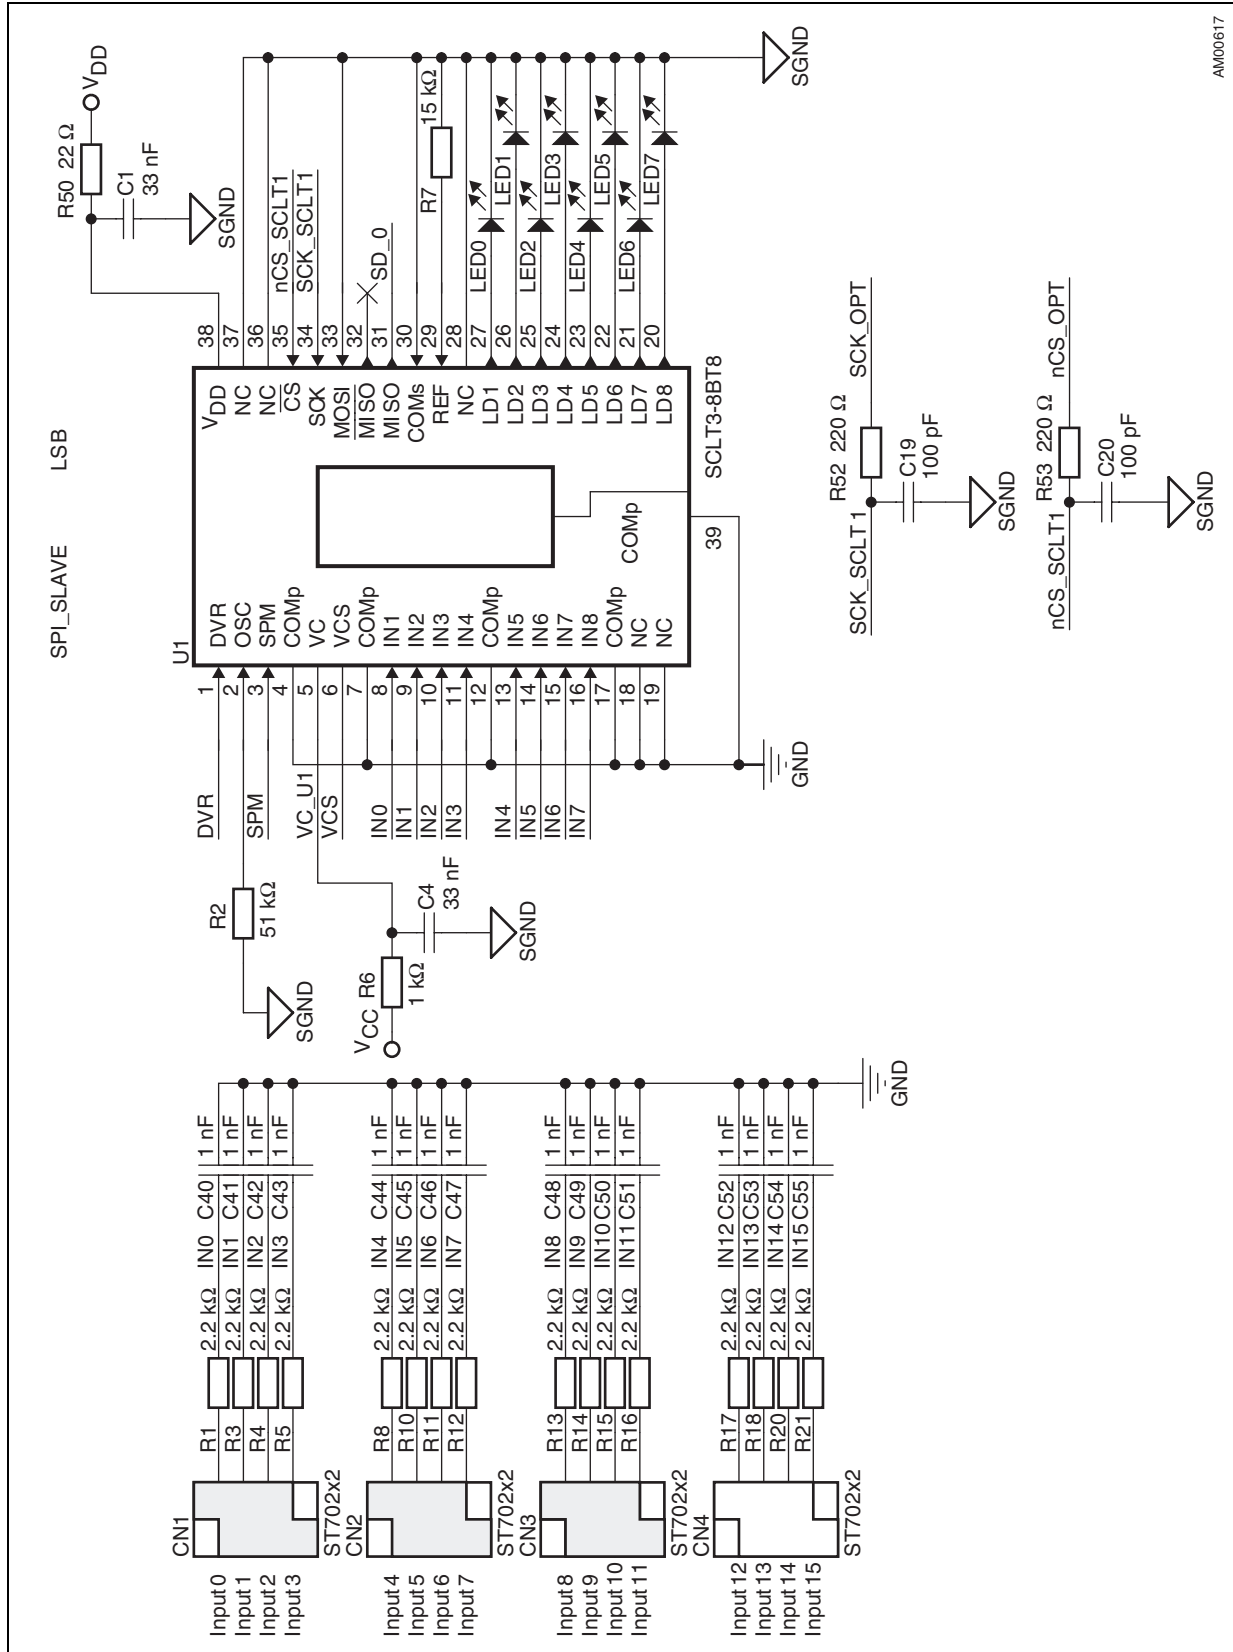 SPI_SLAVE LSB
U1
1 DVR
2 OSC
3 SPM
4 COMp
5 VC
6 VCS
7 COMp
8 IN1
9 IN2
10 IN3
11 IN4
12 COMp
13 IN5
14 IN6
15 IN7
16 IN8
17 COMp
18 NC
19 NC
VDD 38
NC 37
NC 36
CS 35
SCK 34
MOSI 33
MISO 32
MISO 31
COMs 30
REF 29
NC 28
LD1 27
LD2 26
LD3 25
LD4 24
LD5 23
LD6 22
LD7 21
LD8 20
COMp
39
SCLT3-8BT8
DVR
SPM
VC_U1
VCS
IN0
IN1
IN2
IN3
IN4
IN5
IN6
IN7
GND
R2
51 kΩ
SGND
VCC R6
1 kΩ
C4
33 nF
SGND
R50 22 Ω
VDD
C1
33 nF
SGND
nCS_SCLT1
SCK_SCLT1
SD_0
R7
15 kΩ
LED0
LED1
LED2
LED3
LED4
LED5
LED6
LED7
SGND
CN1
Input 0 R1 2.2 kΩ IN0 C40 1 nF
Input 1 R3 2.2 kΩ IN1 C41 1 nF
Input 2 R4 2.2 kΩ IN2 C42 1 nF
Input 3 R5 2.2 kΩ IN3 C43 1 nF
ST702x2
CN2
Input 4 R8 2.2 kΩ IN4 C44 1 nF
Input 5 R10 2.2 kΩ IN5 C45 1 nF
Input 6 R11 2.2 kΩ IN6 C46 1 nF
Input 7 R12 2.2 kΩ IN7 C47 1 nF
ST702x2
CN3
Input 8 R13 2.2 kΩ IN8 C48 1 nF
Input 9 R14 2.2 kΩ IN9 C49 1 nF
Input 10 R15 2.2 kΩ IN10 C50 1 nF
Input 11 R16 2.2 kΩ IN11 C51 1 nF
ST702x2
CN4
Input 12 R17 2.2 kΩ IN12 C52 1 nF
Input 13 R18 2.2 kΩ IN13 C53 1 nF
Input 14 R20 2.2 kΩ IN14 C54 1 nF
Input 15 R21 2.2 kΩ IN15 C55 1 nF
ST702x2
GND
SCK_SCLT1 R52 220 Ω SCK_OPT
C19
100 pF
SGND
nCS_SCLT1 R53 220 Ω nCS_OPT
C20
100 pF
SGND
AM00617